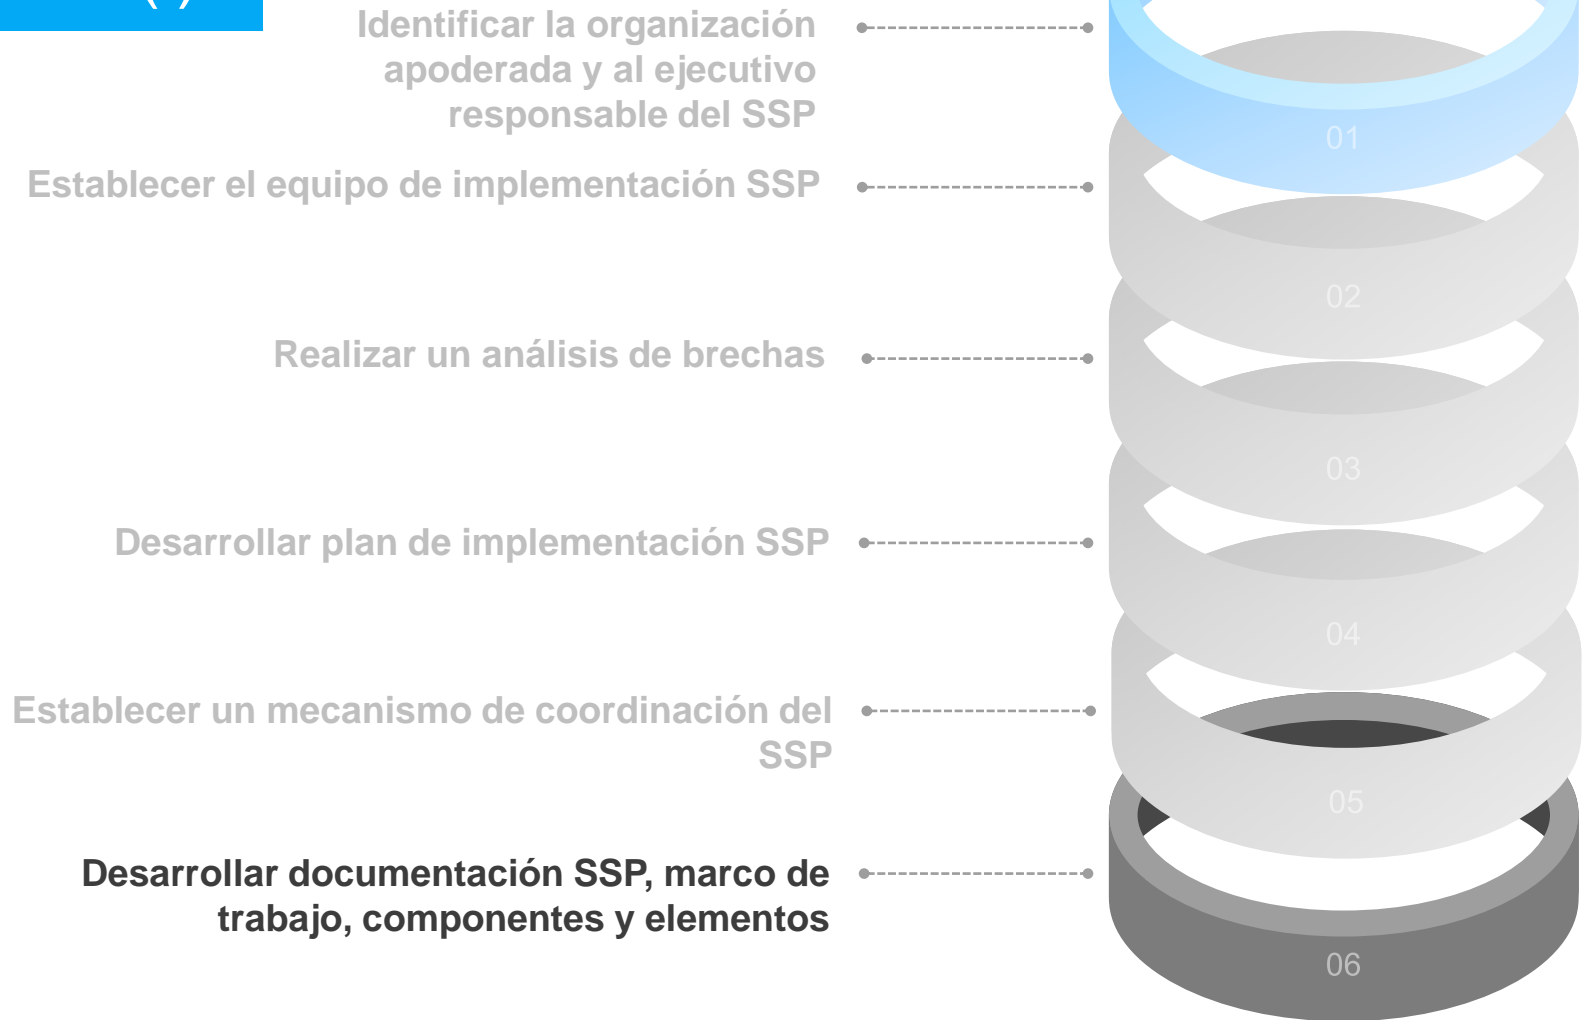 Identificar la organización
apoderada y al ejecutivo
responsable del SSP
01
Establecer el equipo de implementación SSP
02
Realizar un análisis de brechas
03
Desarrollar plan de implementación SSP
04
Establecer un mecanismo de coordinación del
SSP
05
Desarrollar documentación SSP, marco de
trabajo, componentes y elementos
06